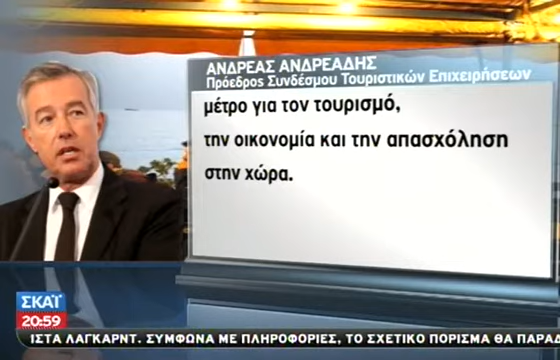 ΑΝΔΡΕΑΣ ΑΝΔΡΕΑΔΗΣ
Πρόεδρος Συνδέσμου Τουριστικών Επιχειρήσεων
μέτρο για τον τουρισμό,
την οικονομία και την απασχόληση
στην χώρα.
ΣΚΑΪ
20:59
ΙΣΤΑ ΛΑΓΚΑΡΝΤ. ΣΥΜΦΩΝΑ ΜΕ ΠΛΗΡΟΦΟΡΙΕΣ, ΤΟ ΣΧΕΤΙΚΟ ΠΟΡΙΣΜΑ ΘΑ ΠΑΡΑ